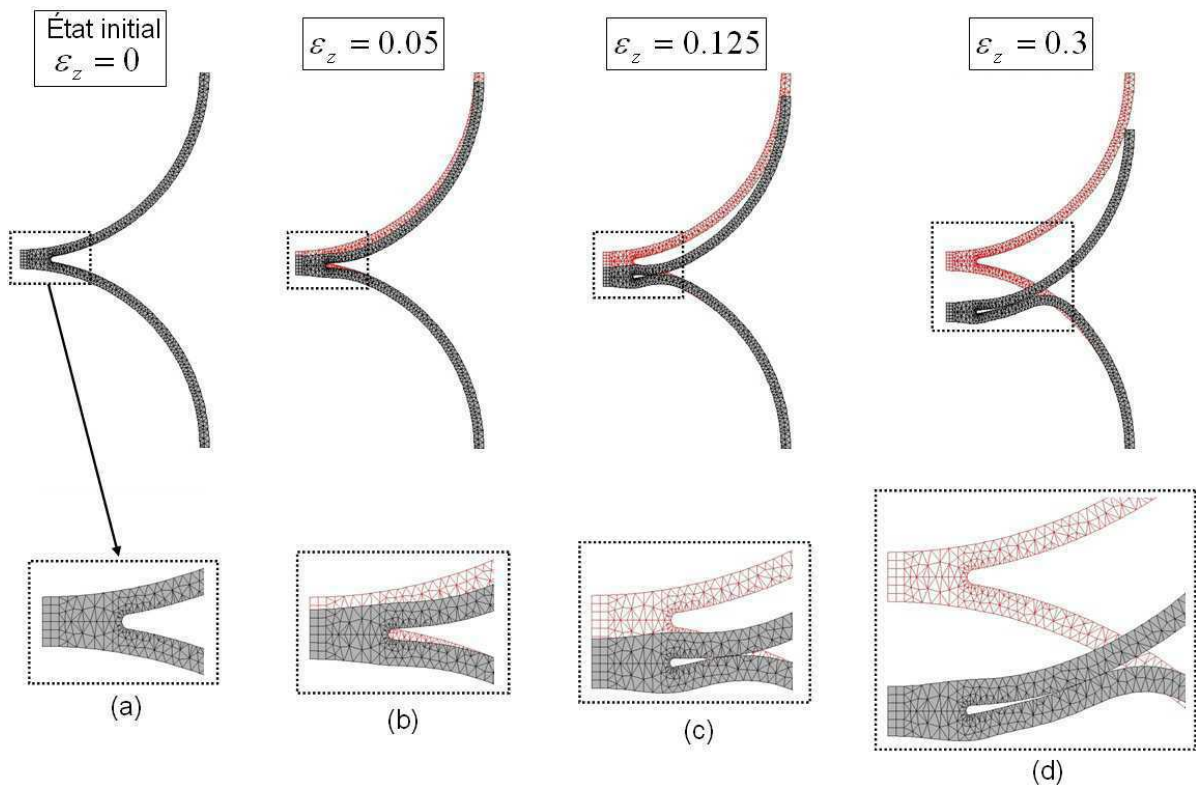 État initial
ε_z = 0
ε_z = 0.05
ε_z = 0.125
ε_z = 0.3
(a)
(b)
(c)
(d)